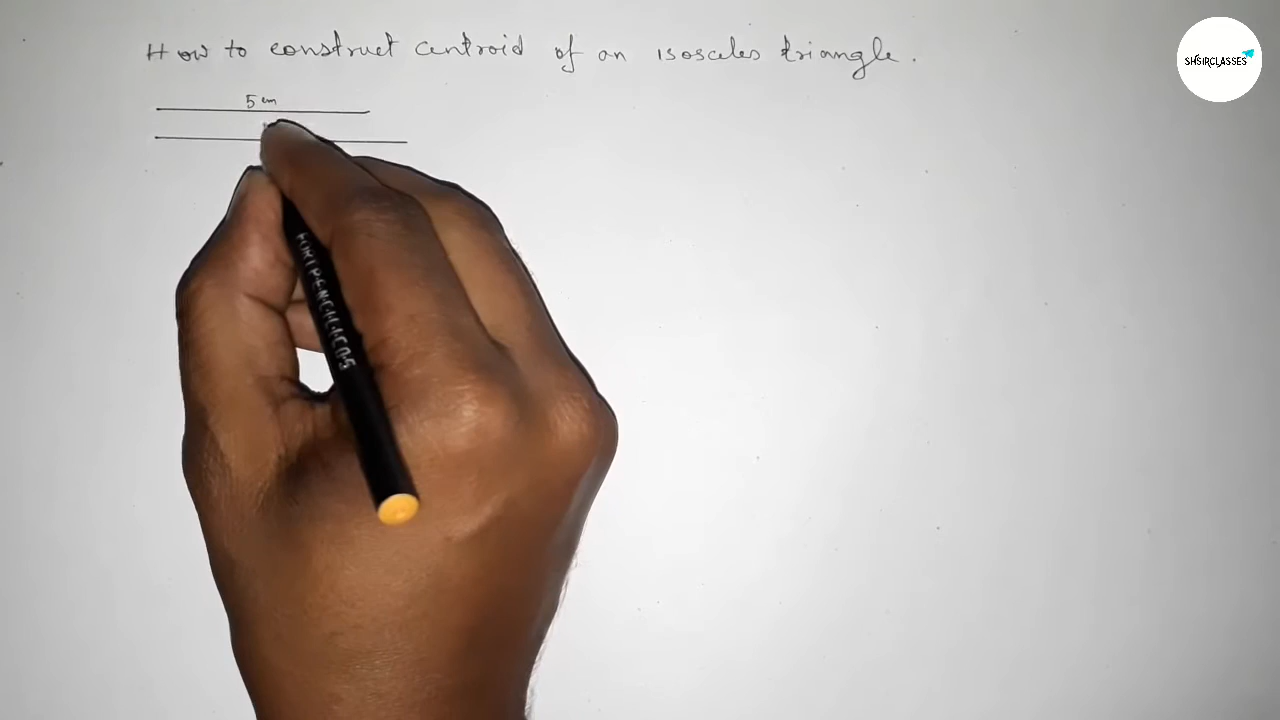 How to construct centroid of an isosceles triangle.
SHSIRCLASSES
5 cm